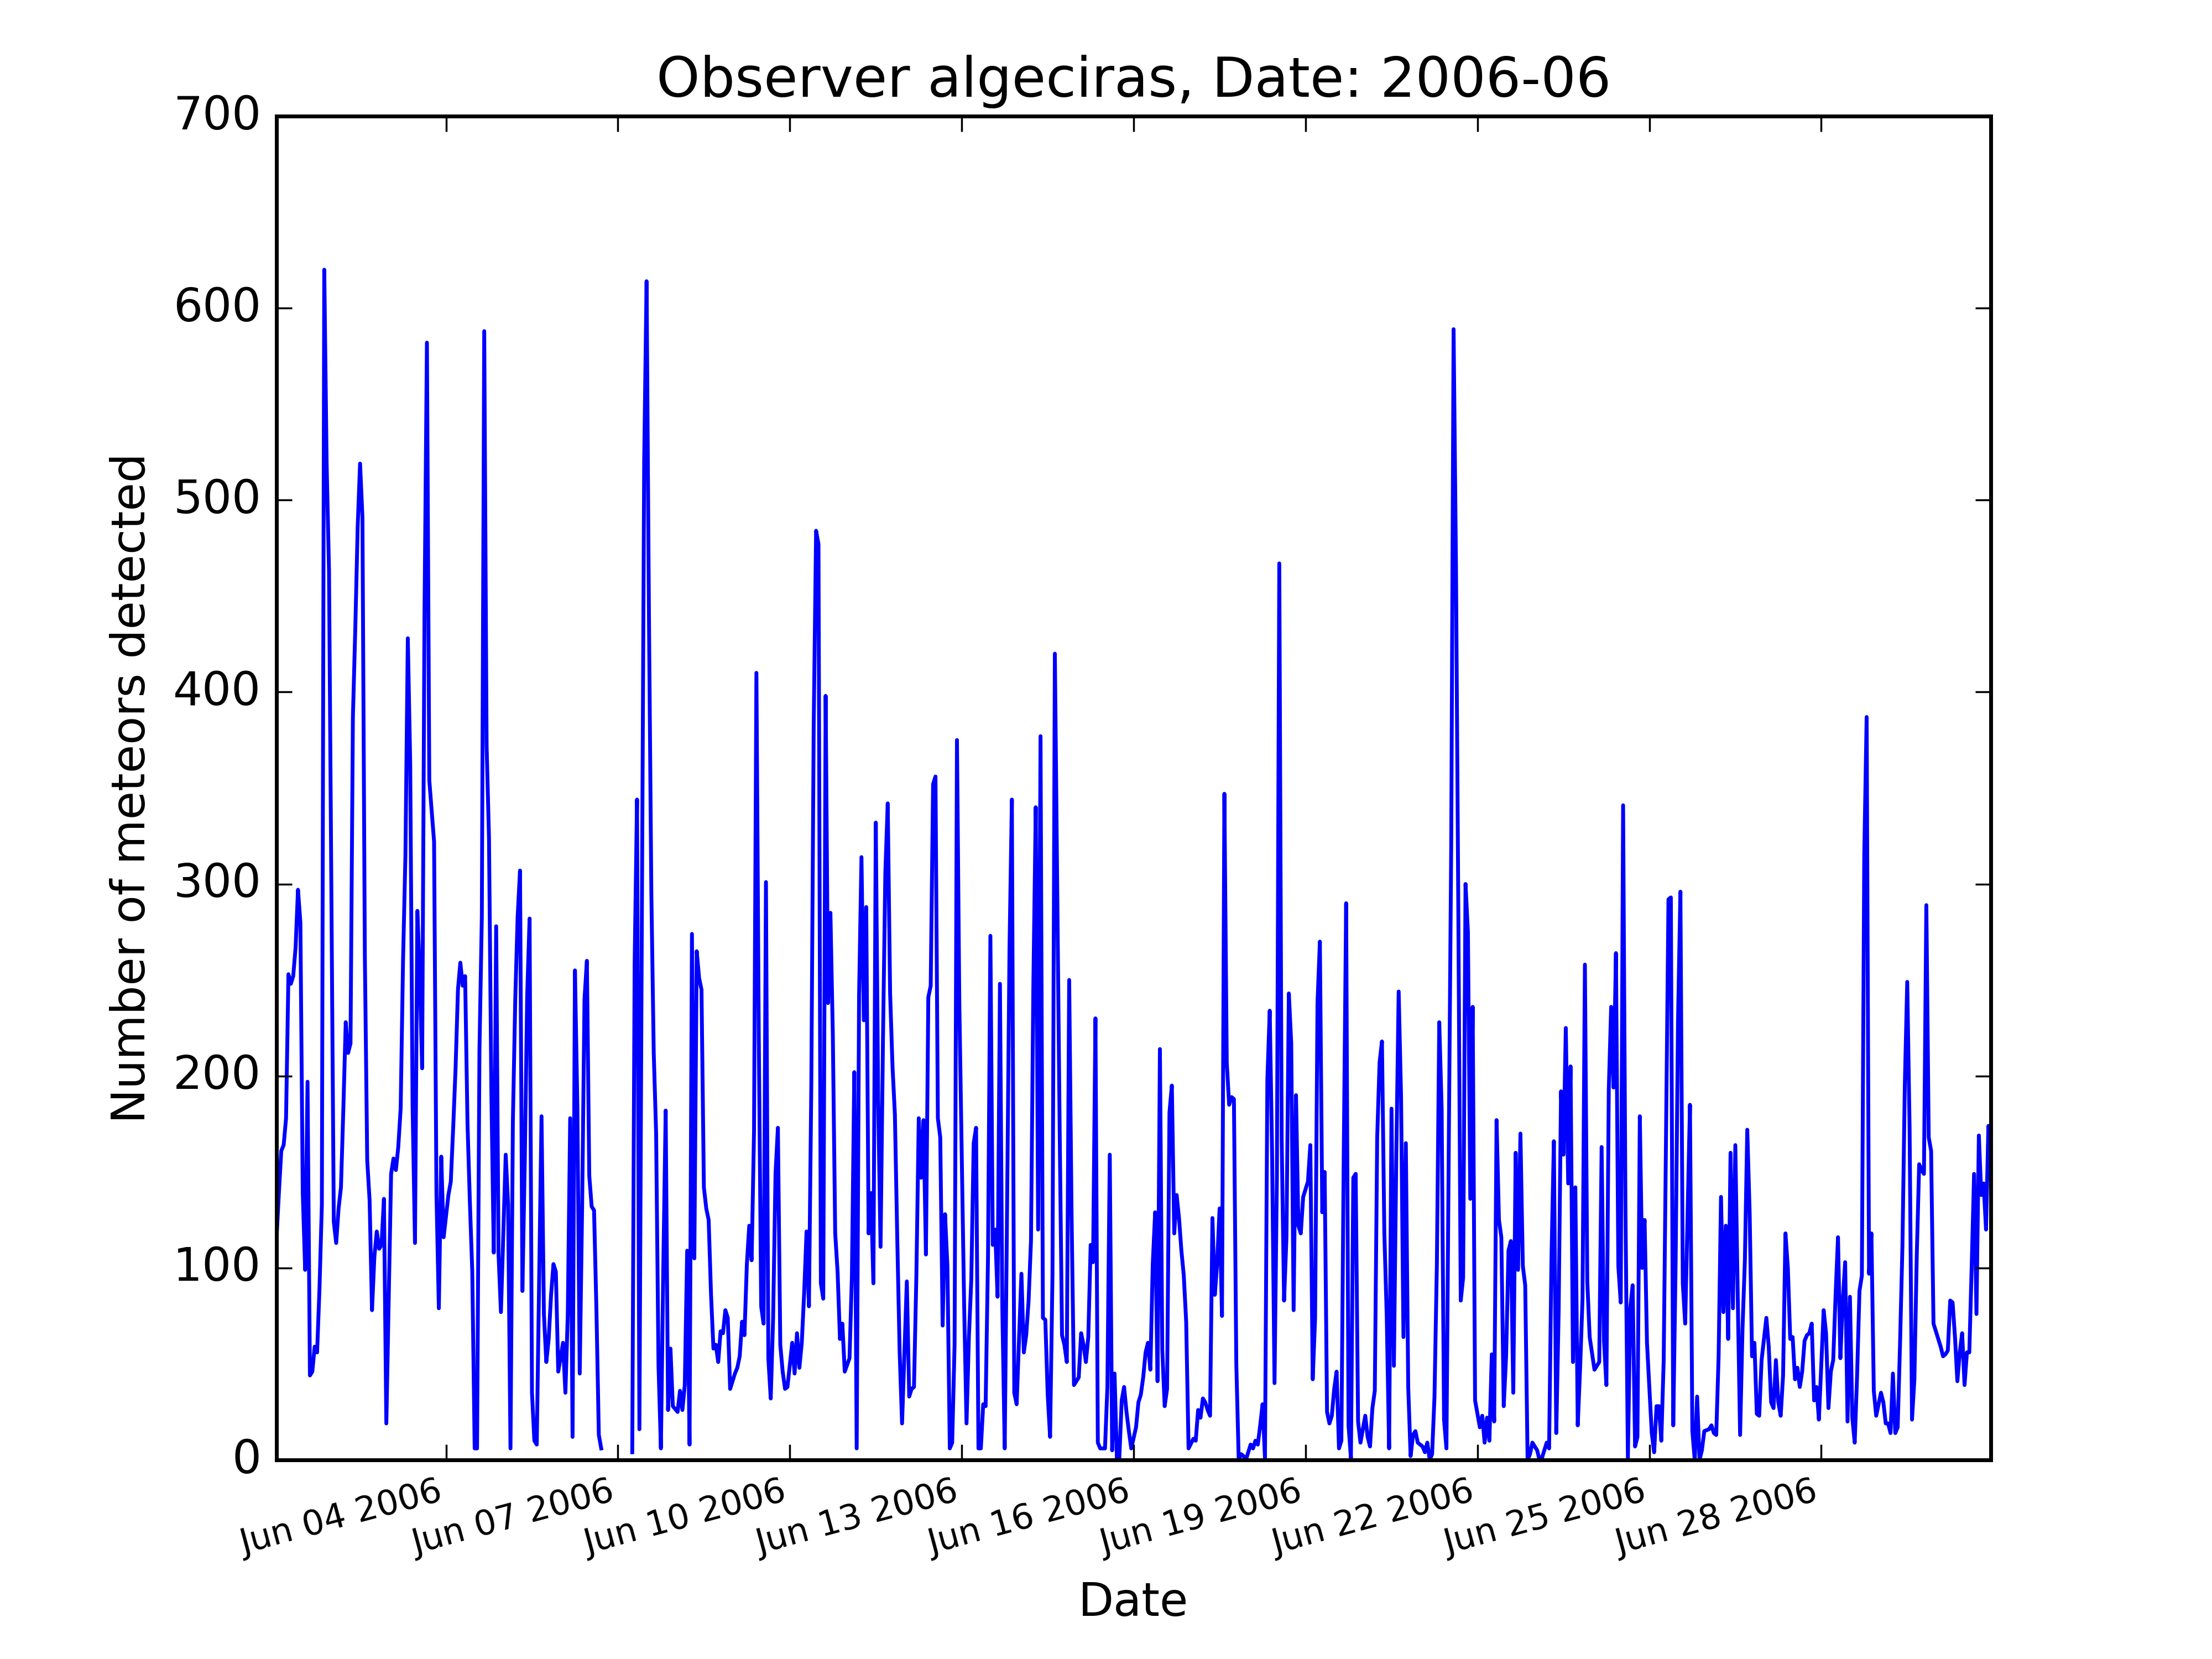 Observer algeciras, Date: 2006-06
700
600
500
400
300
200
100
0
Number of meteors detected
Jun 04 2006
Jun 07 2006
Jun 10 2006
Jun 13 2006
Jun 16 2006
Jun 19 2006
Jun 22 2006
Jun 25 2006
Jun 28 2006
Date